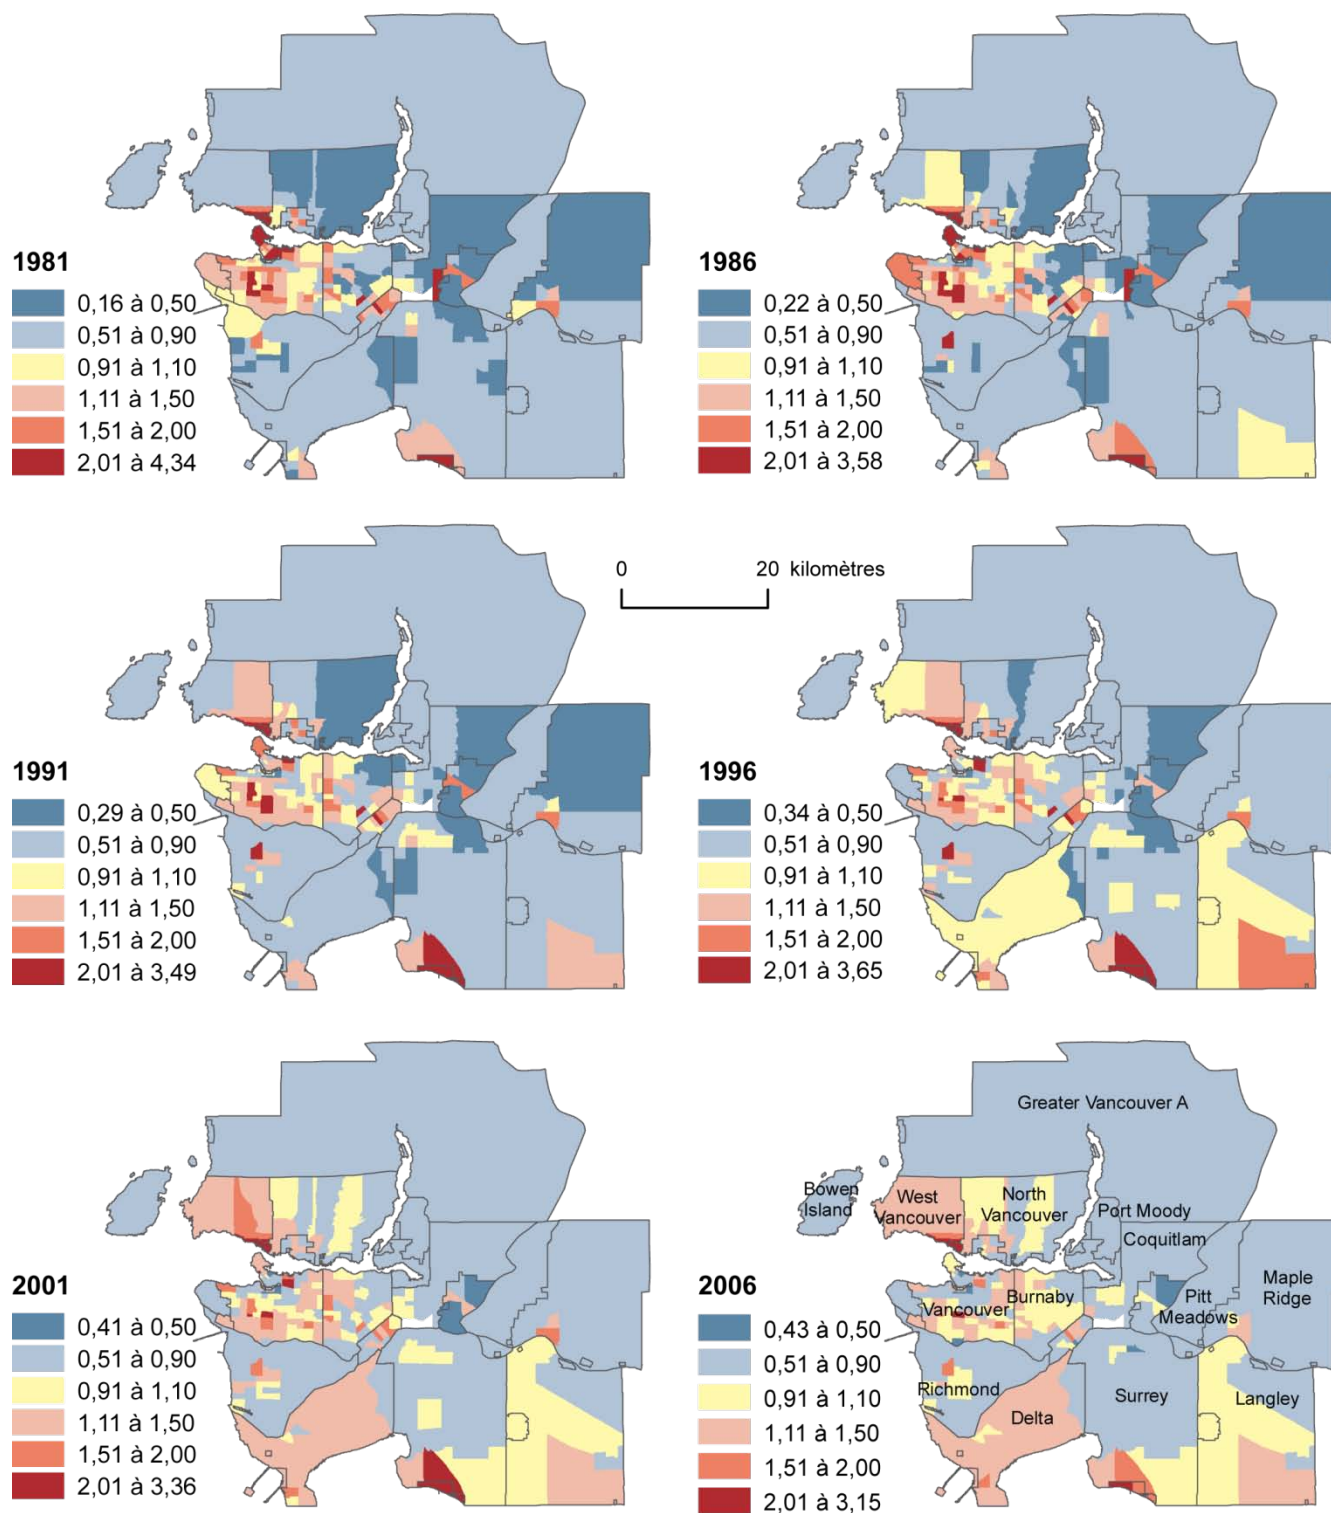 1981
0,16 à 0,50
0,51 à 0,90
0,91 à 1,10
1,11 à 1,50
1,51 à 2,00
2,01 à 4,34
1986
0,22 à 0,50
0,51 à 0,90
0,91 à 1,10
1,11 à 1,50
1,51 à 2,00
2,01 à 3,58
0 20 kilomètres
1991
0,29 à 0,50
0,51 à 0,90
0,91 à 1,10
1,11 à 1,50
1,51 à 2,00
2,01 à 3,49
1996
0,34 à 0,50
0,51 à 0,90
0,91 à 1,10
1,11 à 1,50
1,51 à 2,00
2,01 à 3,65
2001
0,41 à 0,50
0,51 à 0,90
0,91 à 1,10
1,11 à 1,50
1,51 à 2,00
2,01 à 3,36
2006
0,43 à 0,50
0,51 à 0,90
0,91 à 1,10
1,11 à 1,50
1,51 à 2,00
2,01 à 3,15
Greater Vancouver A
Bowen
Island
West
Vancouver
North
Vancouver
Port Moody
Coquitlam
Maple
Ridge
Pitt
Meadows
Burnaby
Vancouver
Richmond
Delta
Surrey
Langley